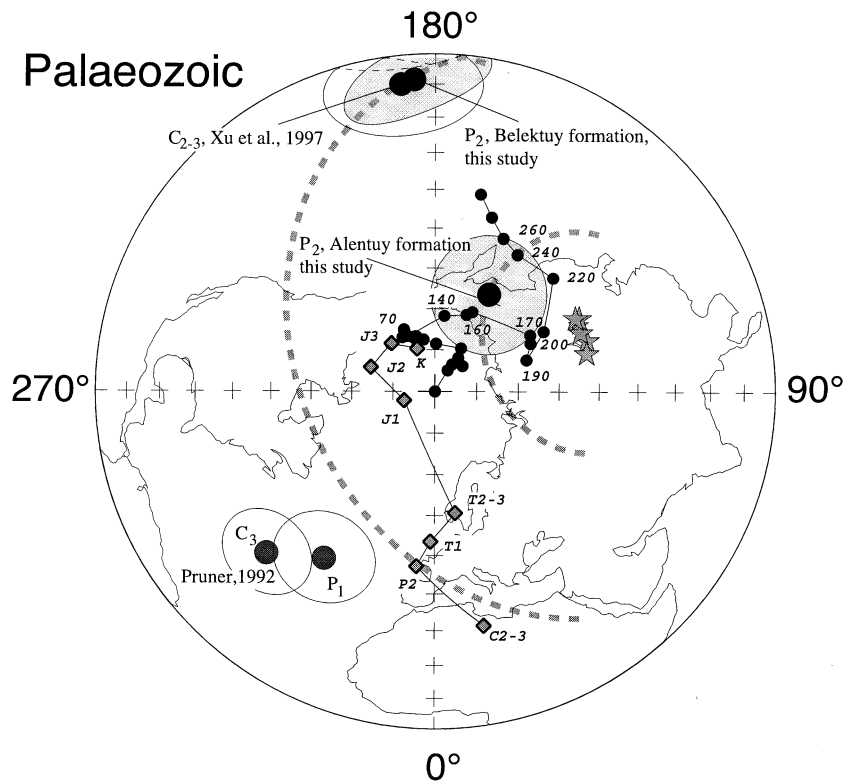 180°
Palaeozoic
C2-3, Xu et al., 1997
P2, Belektuy formation,
this study
260
P2, Alentuy formation
this study
240
220
140
70
160
170
J3
J2
K
200
190
270°
90°
J1
T2-3
C3
T1
Pruner,1992
P1
P2
C2-3
0°